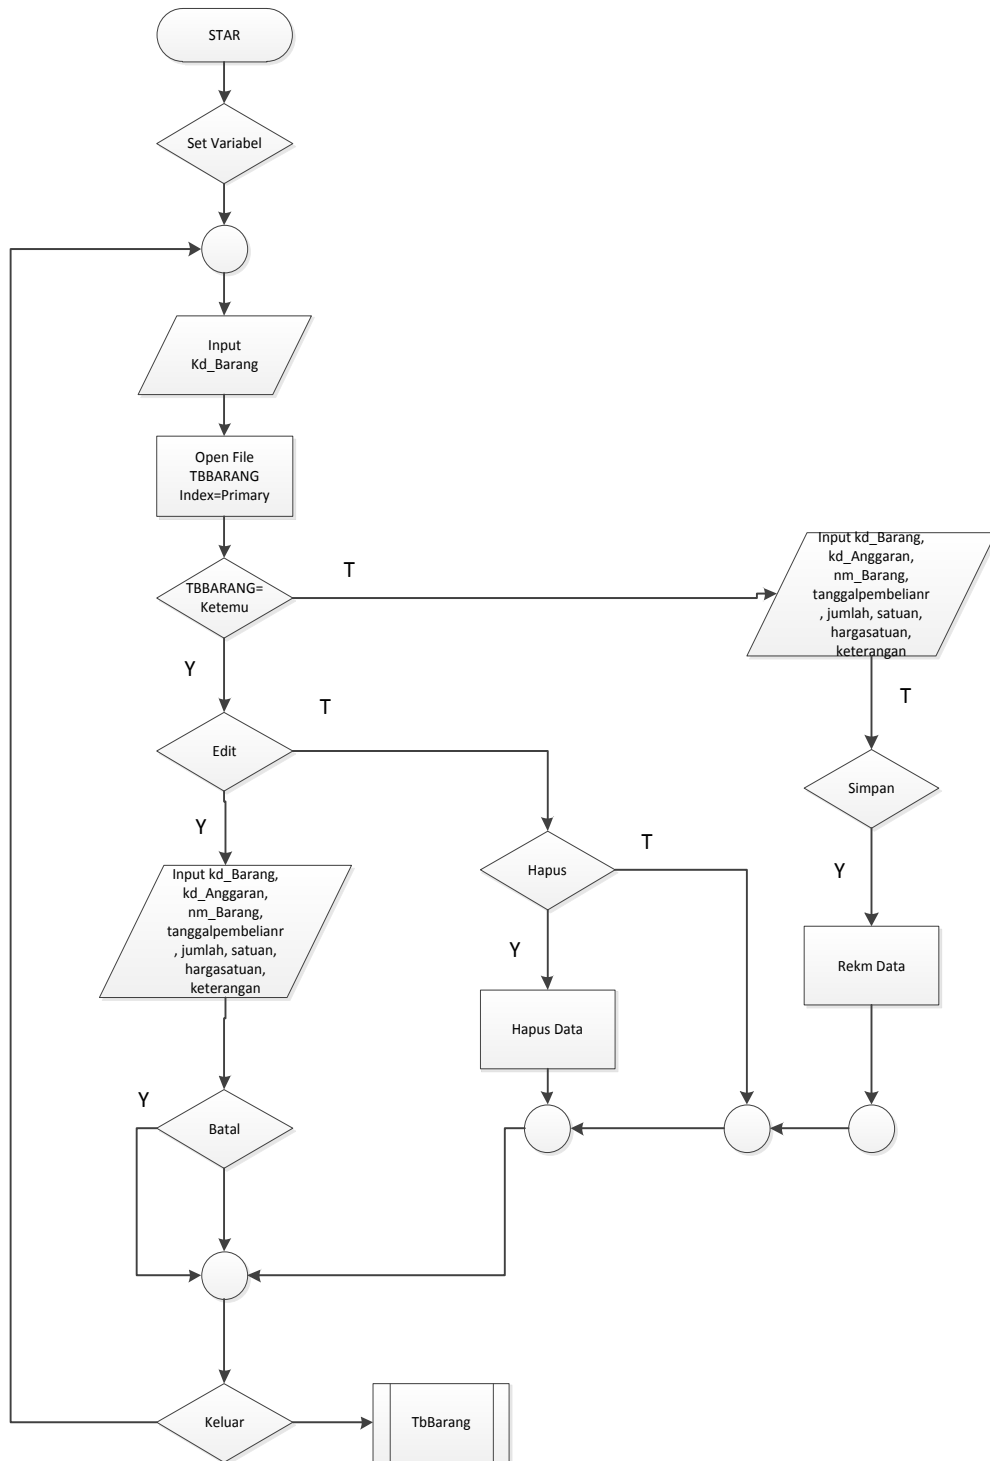 STAR
Set Variabel
Input
Kd_Barang
Open File
TBBARANG
Index=Primary
TBBARANG=
Ketemu
T
Input kd_Barang,
kd_Anggaran,
nm_Barang,
tanggalpembelianr
, jumlah, satuan,
hargasatuan,
keterangan
Y
T
T
Edit
Simpan
Y
T
Hapus
Y
Input kd_Barang,
kd_Anggaran,
nm_Barang,
tanggalpembelianr
, jumlah, satuan,
hargasatuan,
keterangan
Y
Rekm Data
Hapus Data
Y
Batal
Keluar
TbBarang